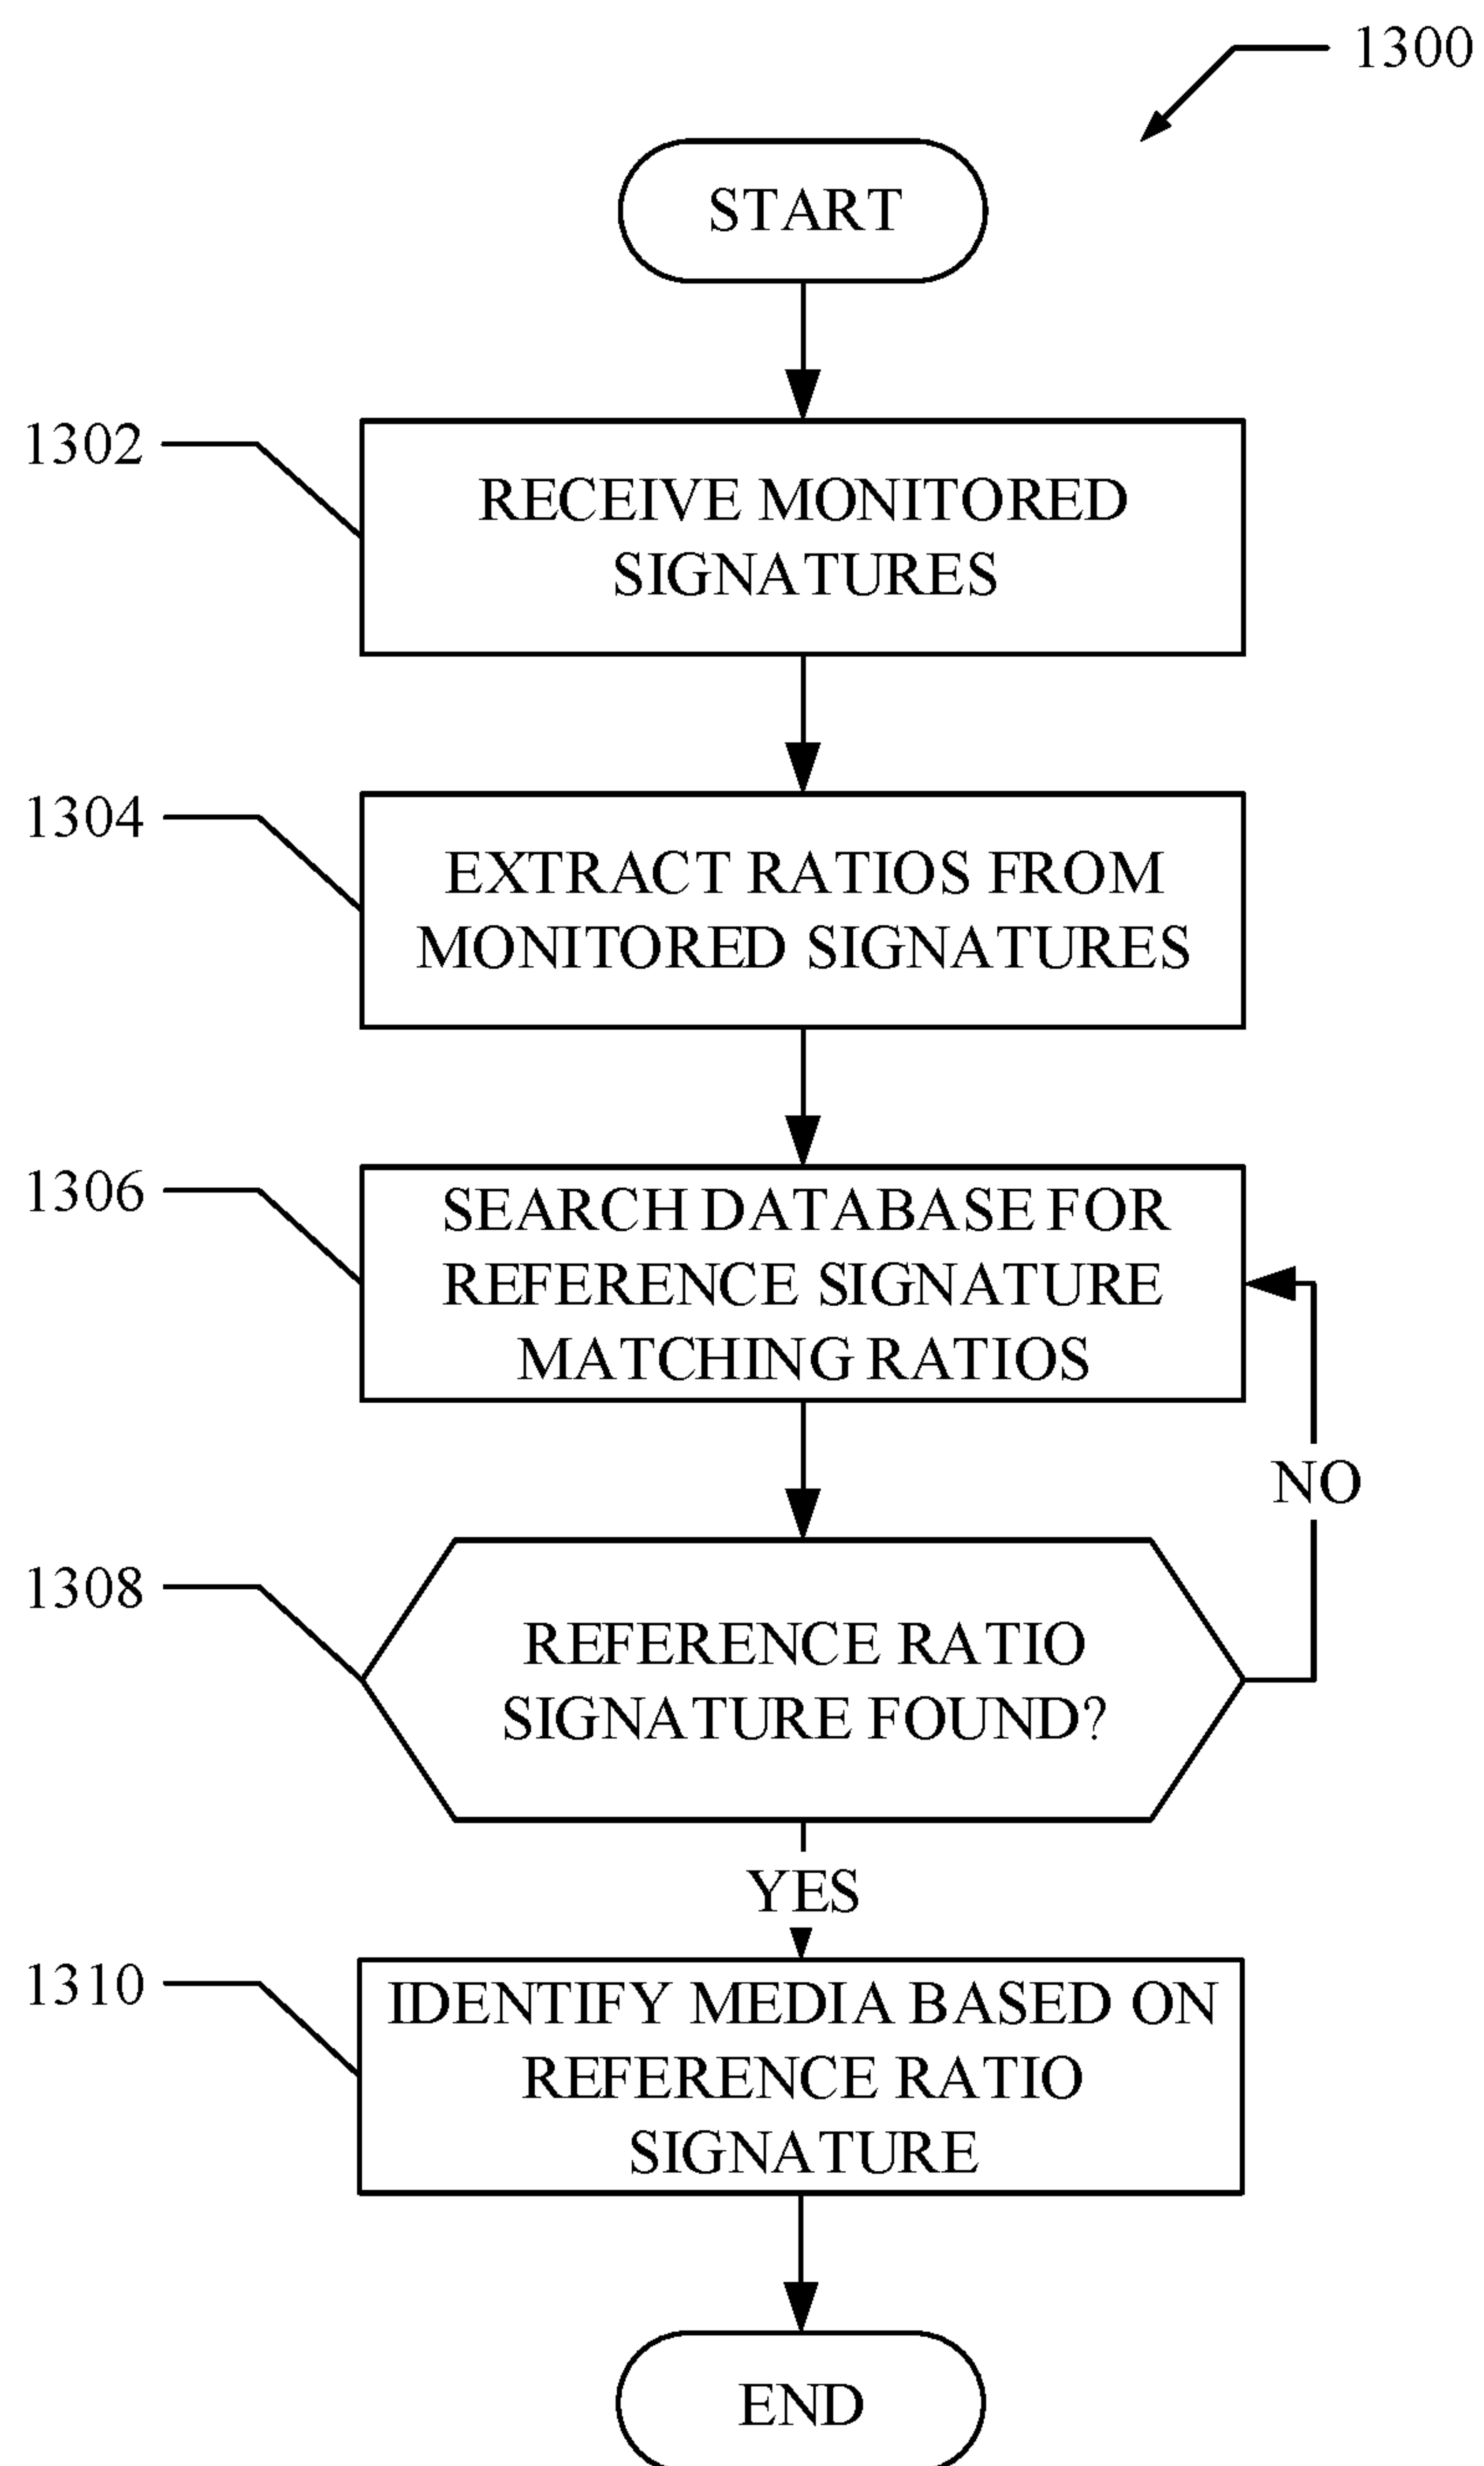 1300
START
1302
RECEIVE MONITORED
SIGNATURES
1304
EXTRACT RATIOS FROM
MONITORED SIGNATURES
1306
SEARCH DATABASE FOR
REFERENCE SIGNATURE
MATCHING RATIOS
NO
1308
REFERENCE RATIO
SIGNATURE FOUND?
YES
1310
IDENTIFY MEDIA BASED ON
REFERENCE RATIO
SIGNATURE
END